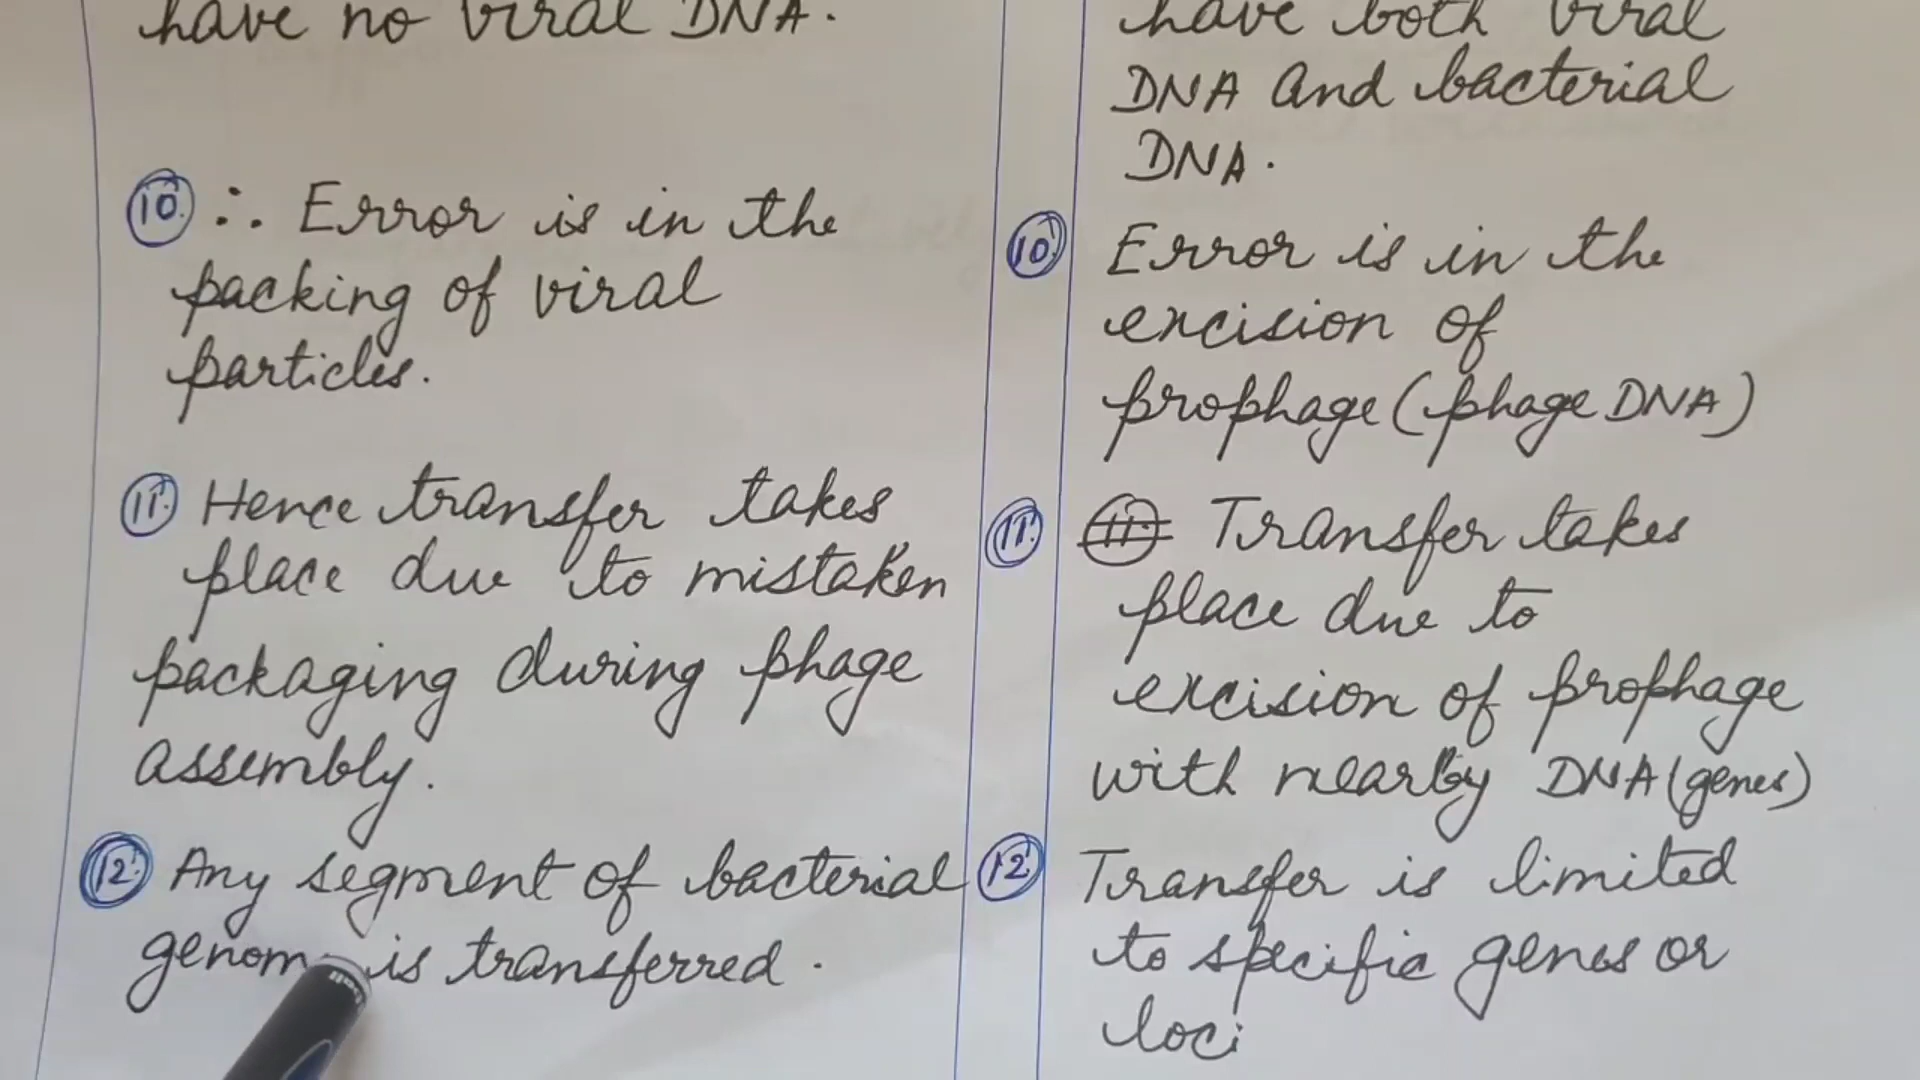 have no viral DNA.
10. ∴ Error is in the
packing of viral
particles.
11. Hence transfer takes
place due to mistaken
packaging during phage
assembly.
12. Any segment of bacterial
genom is transferred.
have both viral
DNA and bacterial
DNA.
10. Error is in the
excision of
prophage (phage DNA)
11. 11. Transfer takes
place due to
excision of prophage
with nearby DNA (genes)
12. Transfer is limited
to specific genes or
loci